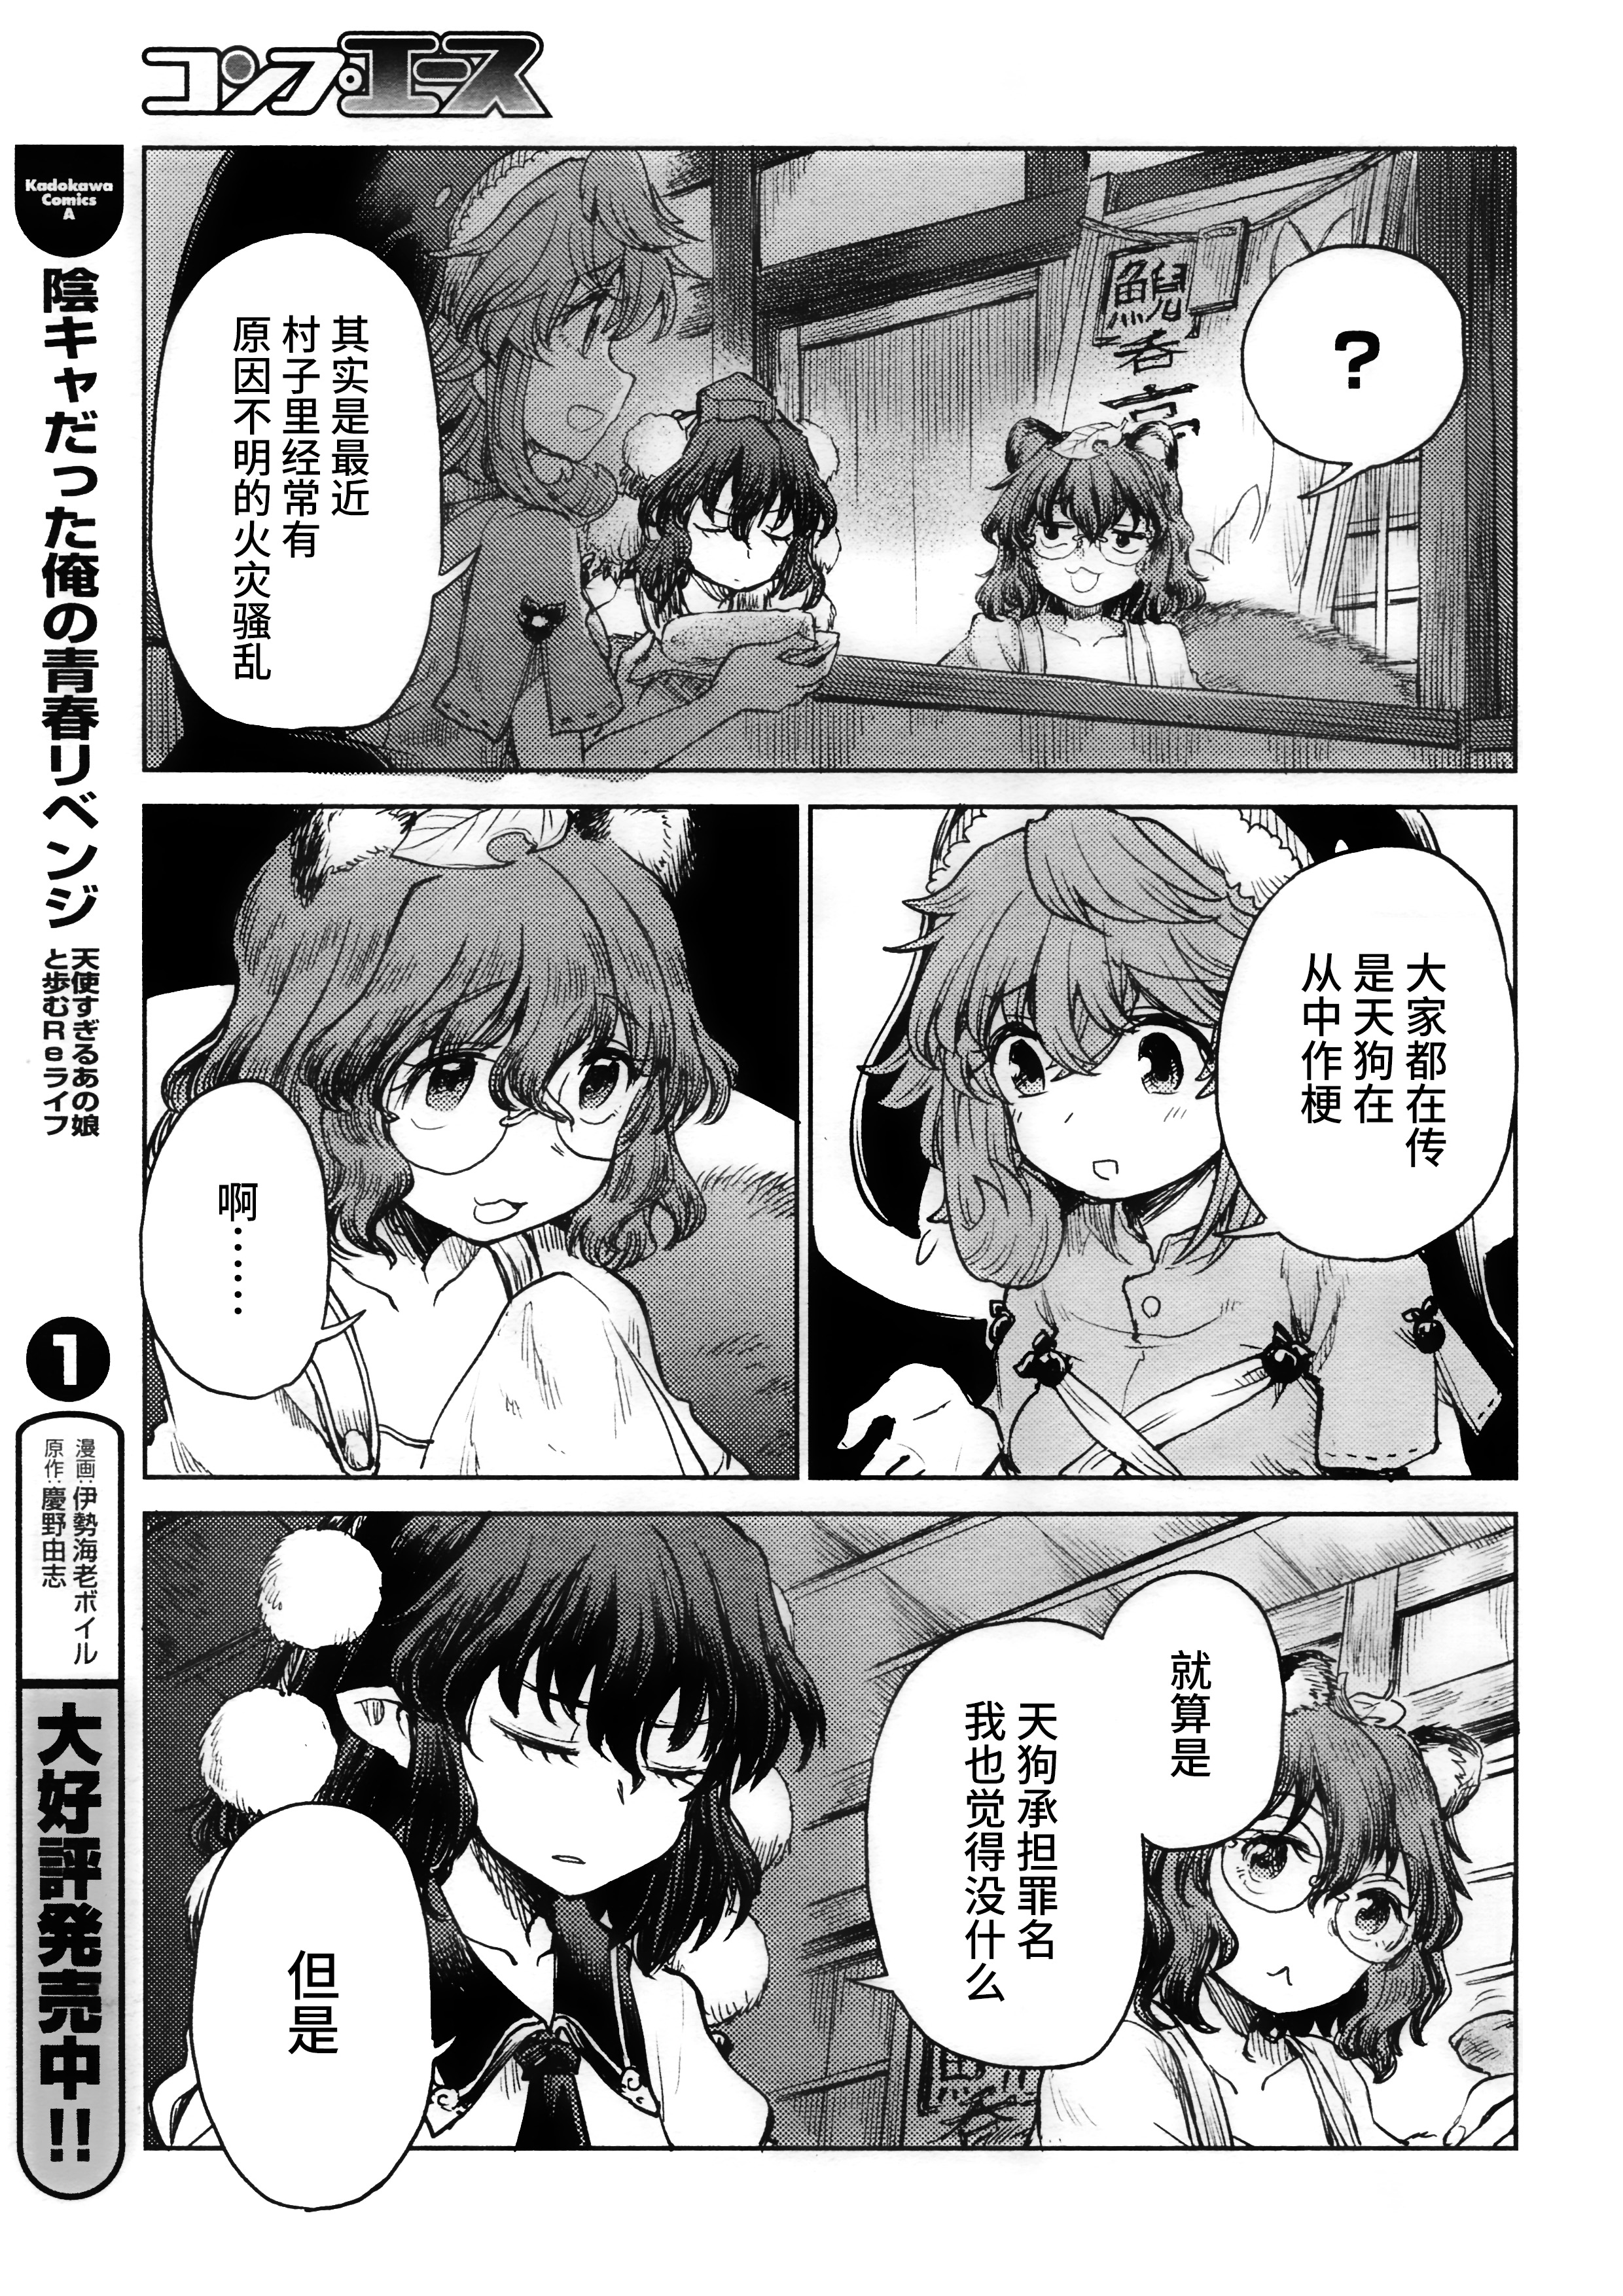 コンプ・エース
?
鯢
呑
亭
其实是最近
村子里经常有
原因不明的火灾骚乱
大家都在传
是天狗在
从中作梗
啊……
就算是
天狗承担罪名
我也觉得没什么
但是
Kadokawa
Comics
A
陰キャだった俺の青春リベンジ
天使すぎるあの娘
と歩むReライフ
1
漫画:伊勢海老ボイル
原作:慶野由志
大好評発売中!!